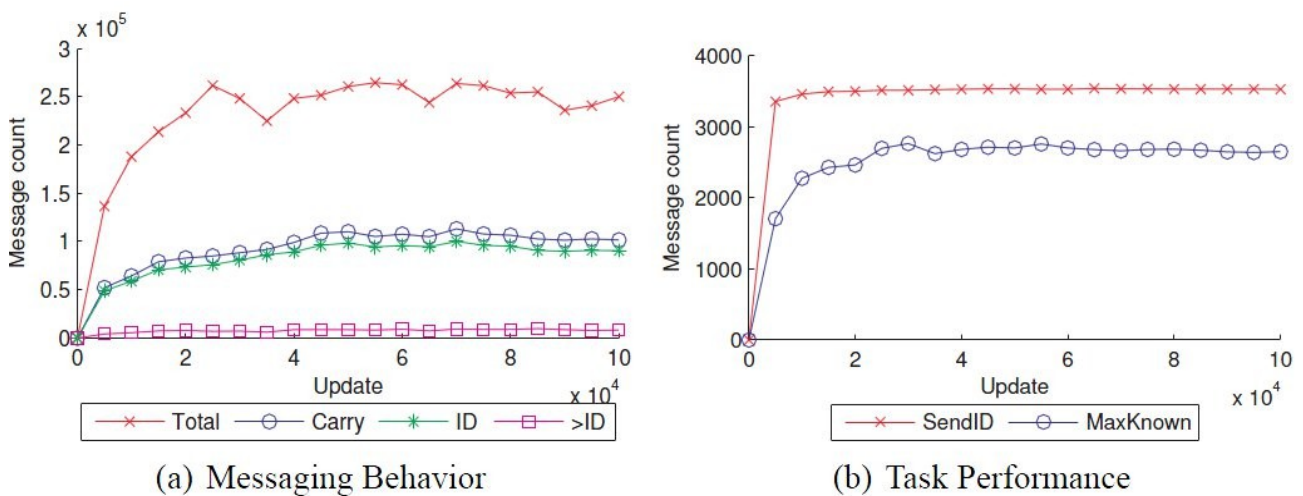 x 10^5
3
2.5
2
1.5
1
0.5
0
Message count
0 2 4 6 8 10
Update
x 10^4
Total Carry ID >ID
(a) Messaging Behavior
4000
3000
2000
1000
0
Message count
0 2 4 6 8 10
Update
x 10^4
SendID MaxKnown
(b) Task Performance